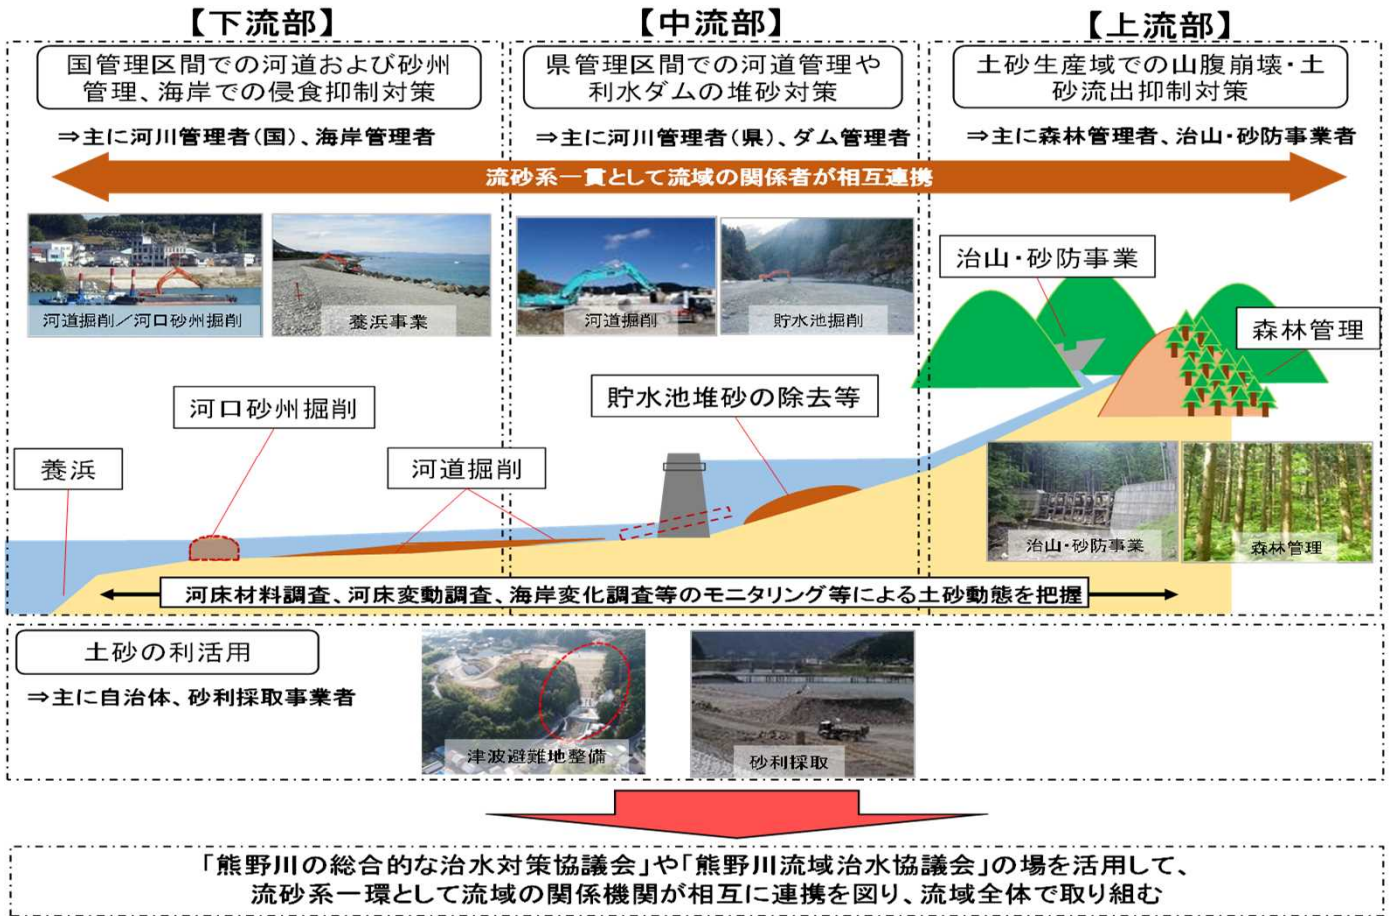 【下流部】
【中流部】
【上流部】
国管理区間での河道および砂州
管理、海岸での侵食抑制対策
県管理区間での河道管理や
利水ダムの堆砂対策
土砂生産域での山腹崩壊・土
砂流出抑制対策
⇒主に河川管理者(国)、海岸管理者
⇒主に河川管理者(県)、ダム管理者
⇒主に森林管理者、治山・砂防事業者
流砂系一貫として流域の関係者が相互連携
河道掘削／河口砂州掘削
養浜事業
河道掘削
貯水池掘削
治山・砂防事業
森林管理
貯水池堆砂の除去等
河口砂州掘削
河道掘削
養浜
治山・砂防事業
森林管理
河床材料調査、河床変動調査、海岸変化調査等のモニタリング等による土砂動態を把握
土砂の利活用
⇒主に自治体、砂利採取事業者
津波避難地整備
砂利採取
「熊野川の総合的な治水対策協議会」や「熊野川流域治水協議会」の場を活用して、
流砂系一環として流域の関係機関が相互に連携を図り、流域全体で取り組む